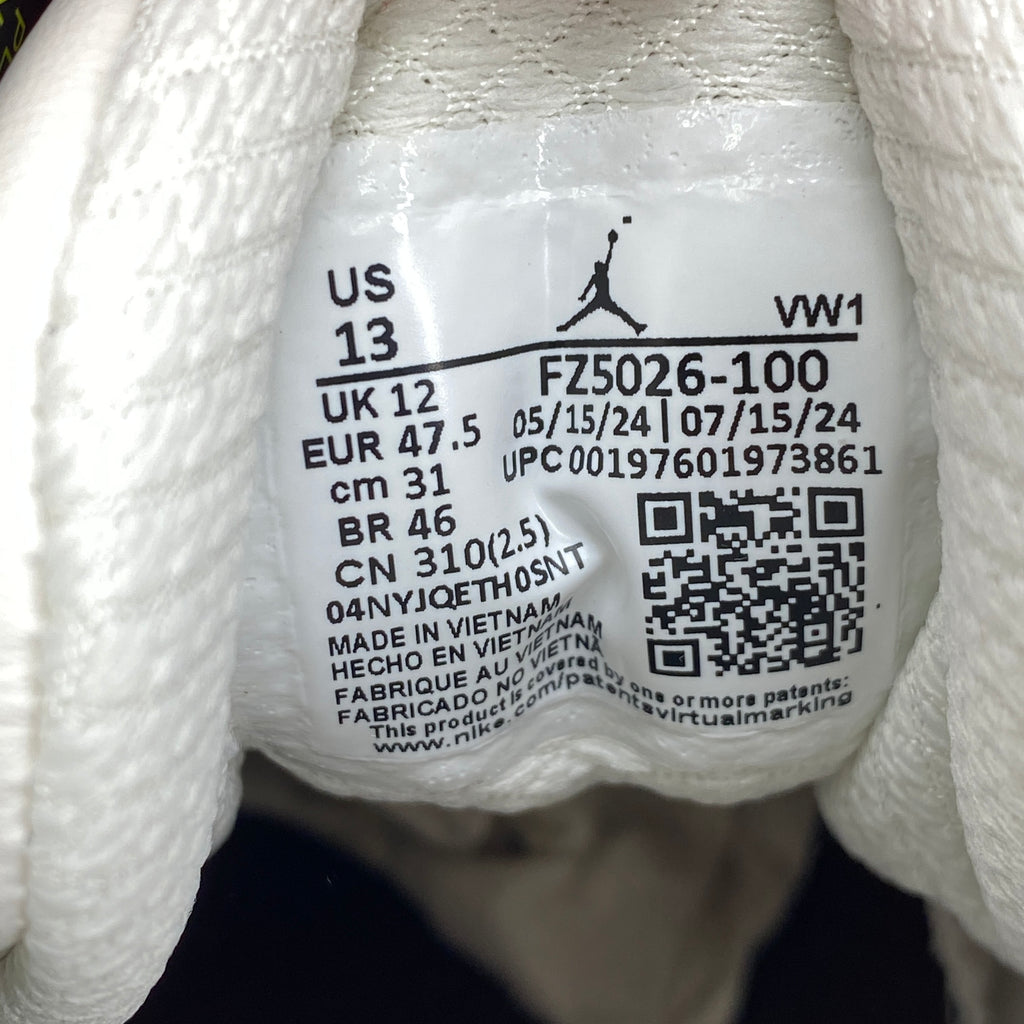 US
13
UK 12
EUR 47.5
cm 31
BR 46
CN 310(2.5)
04NYJQETH0SNT
MADE IN VIETNAM
HECHO EN VIETNAM
FABRIQUE AU VIETNAM
FABRICADO NO VIETNA
This product is covered by one or more patents:
www.nike.com/patentsvirtualmarking
VW1
FZ5026-100
05/15/24 | 07/15/24
UPC 00197601973861